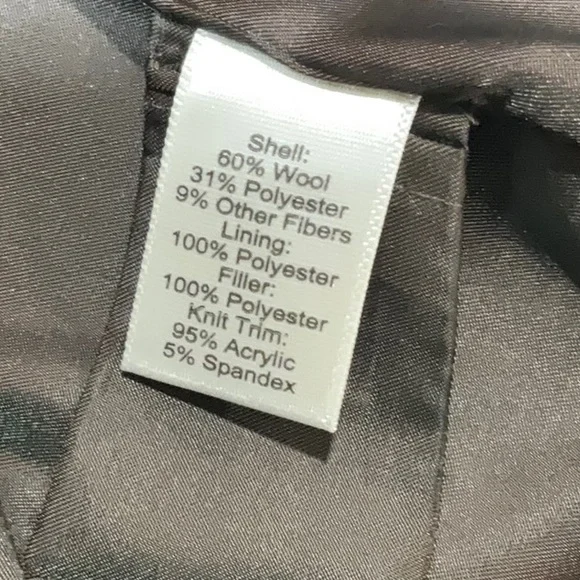 Shell:
60% Wool
31% Polyester
9% Other Fibers
Lining:
100% Polyester
Filler:
100% Polyester
Knit Trim:
95% Acrylic
5% Spandex